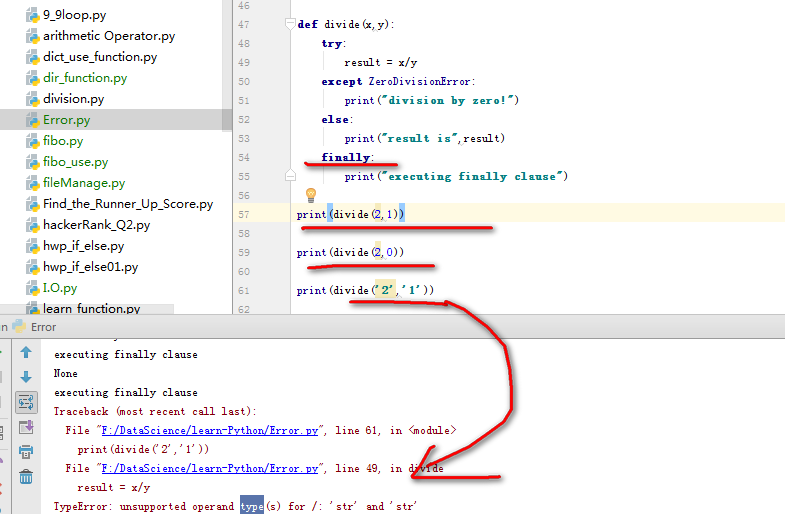 9_9loop.py
arithmetic Operator.py
dict_use_function.py
dir_function.py
division.py
Error.py
fibo.py
fibo_use.py
fileManage.py
Find_the_Runner_Up_Score.py
hackerRank_Q2.py
hwp_if_else.py
hwp_if_else01.py
I.O.py
learn_function.py
46
47 def divide(x,y):
48 try:
49 result = x/y
50 except ZeroDivisionError:
51 print("division by zero!")
52 else:
53 print("result is",result)
54 finally:
55 print("executing finally clause")
56
57 print(divide(2,1))
58
59 print(divide(2,0))
60
61 print(divide('2','1'))
62
Error
executing finally clause
None
executing finally clause
Traceback (most recent call last):
File "F:/DataScience/learn-Python/Error.py", line 61, in <module>
print(divide('2','1'))
File "F:/DataScience/learn-Python/Error.py", line 49, in divide
result = x/y
TypeError: unsupported operand type(s) for /: 'str' and 'str'